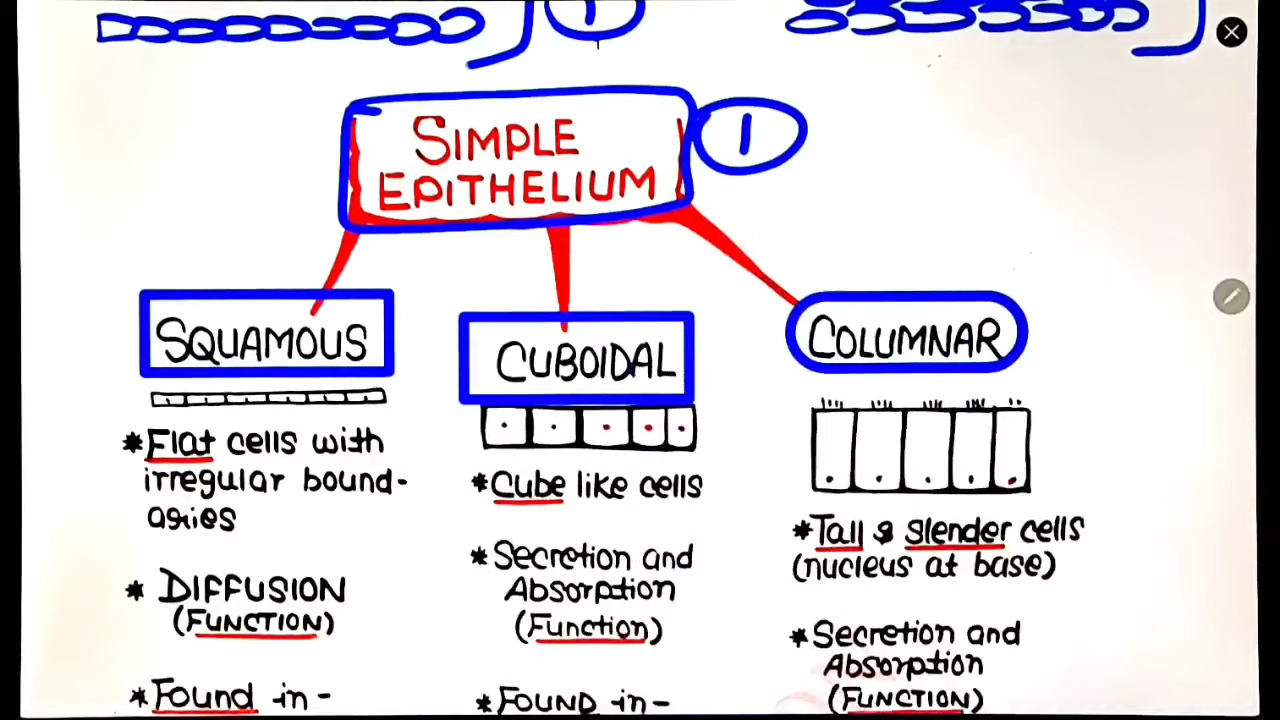 1
SIMPLE
EPITHELIUM
1
SQUAMOUS
* Flat cells with
irregular bound-
aries
* DIFFUSION
(FUNCTION)
* Found in -
CUBOIDAL
* Cube like cells
* Secretion and
Absorption
(Function)
* FOUND in -
COLUMNAR
* Tall & slender cells
(nucleus at base)
* Secretion and
Absorption
(FUNCTION)